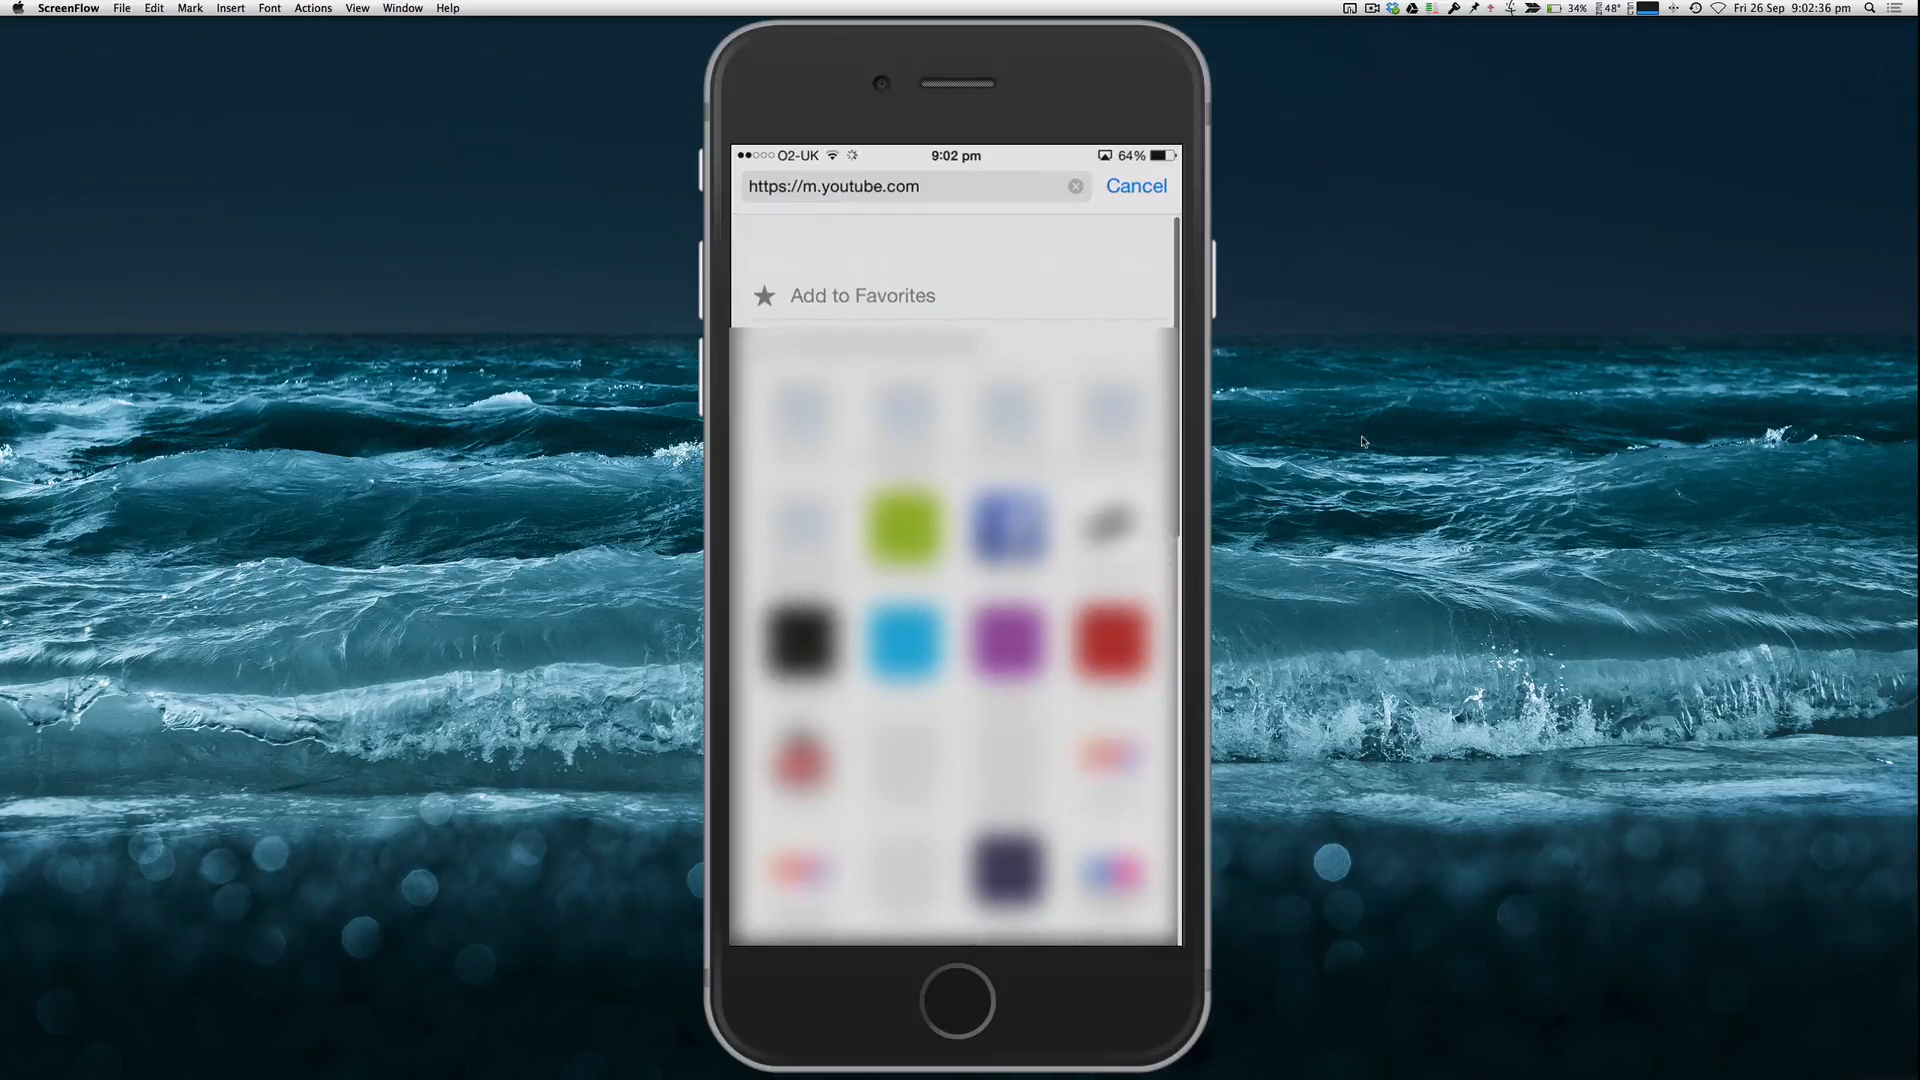 ScreenFlow File Edit Mark Insert Font Actions View Window Help 34% 48° Fri 26 Sep 9:02:36 pm
O2-UK 9:02 pm 64%
https://m.youtube.com Cancel
Add to Favorites